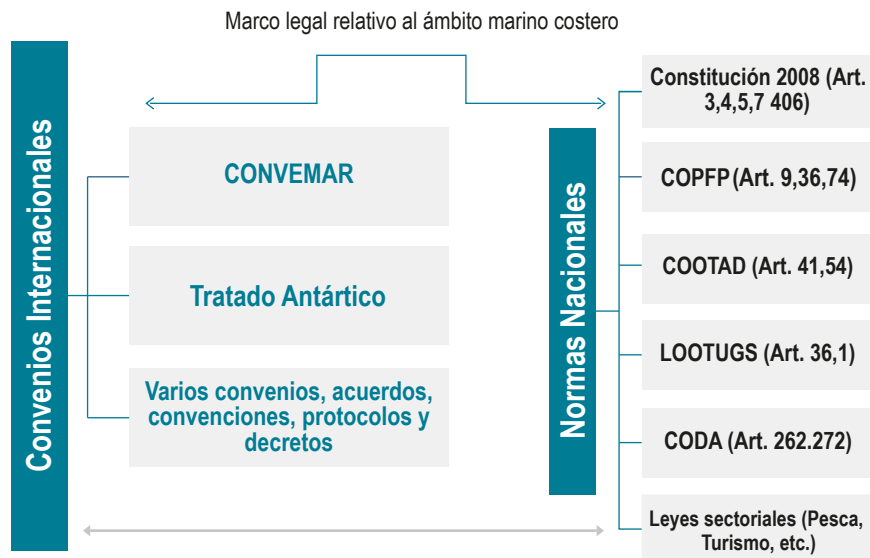 Marco legal relativo al ámbito marino costero
Convenios Internacionales
CONVEMAR
Tratado Antártico
Varios convenios, acuerdos,
convenciones, protocolos y
decretos
Normas Nacionales
Constitución 2008 (Art.
3,4,5,7 406)
COPFP (Art. 9,36,74)
COOTAD (Art. 41,54)
LOOTUGS (Art. 36,1)
CODA (Art. 262.272)
Leyes sectoriales (Pesca,
Turismo, etc.)